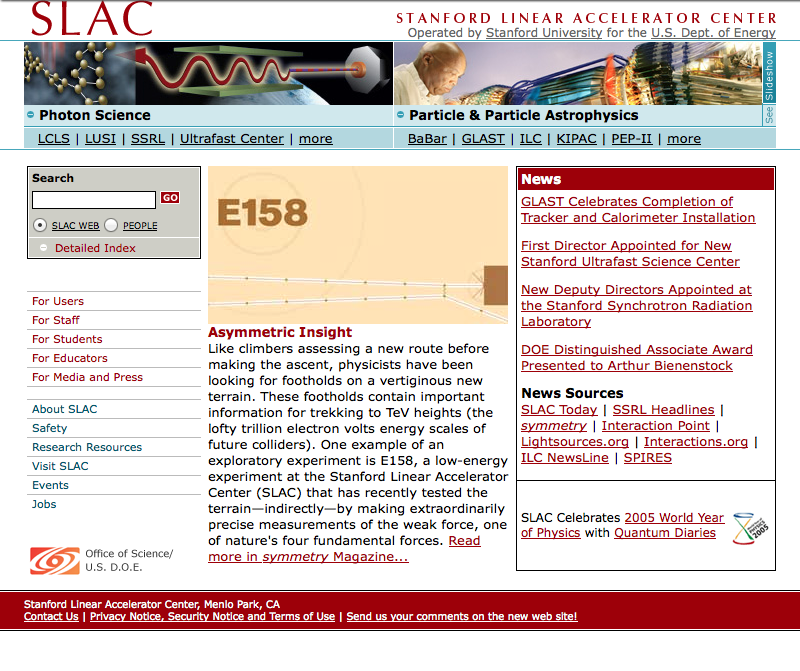 SLAC
STANFORD LINEAR ACCELERATOR CENTER
Operated by Stanford University for the U.S. Dept. of Energy
See Slideshow
Photon Science
LCLS | LUSI | SSRL | Ultrafast Center | more
Particle & Particle Astrophysics
BaBar | GLAST | ILC | KIPAC | PEP-II | more
Search
GO
SLAC WEB PEOPLE
Detailed Index
For Users
For Staff
For Students
For Educators
For Media and Press
About SLAC
Safety
Research Resources
Visit SLAC
Events
Jobs
Office of Science/
U.S. D.O.E.
E158
Asymmetric Insight
Like climbers assessing a new route before
making the ascent, physicists have been
looking for footholds on a vertiginous new
terrain. These footholds contain important
information for trekking to TeV heights (the
lofty trillion electron volts energy scales of
future colliders). One example of an
exploratory experiment is E158, a low-energy
experiment at the Stanford Linear Accelerator
Center (SLAC) that has recently tested the
terrain—indirectly—by making extraordinarily
precise measurements of the weak force, one
of nature's four fundamental forces. Read
more in symmetry Magazine...
News
GLAST Celebrates Completion of
Tracker and Calorimeter Installation
First Director Appointed for New
Stanford Ultrafast Science Center
New Deputy Directors Appointed at
the Stanford Synchrotron Radiation
Laboratory
DOE Distinguished Associate Award
Presented to Arthur Bienenstock
News Sources
SLAC Today | SSRL Headlines |
symmetry | Interaction Point |
Lightsources.org | Interactions.org |
ILC NewsLine | SPIRES
SLAC Celebrates 2005 World Year
of Physics with Quantum Diaries
2005
Stanford Linear Accelerator Center, Menlo Park, CA
Contact Us | Privacy Notice, Security Notice and Terms of Use | Send us your comments on the new web site!